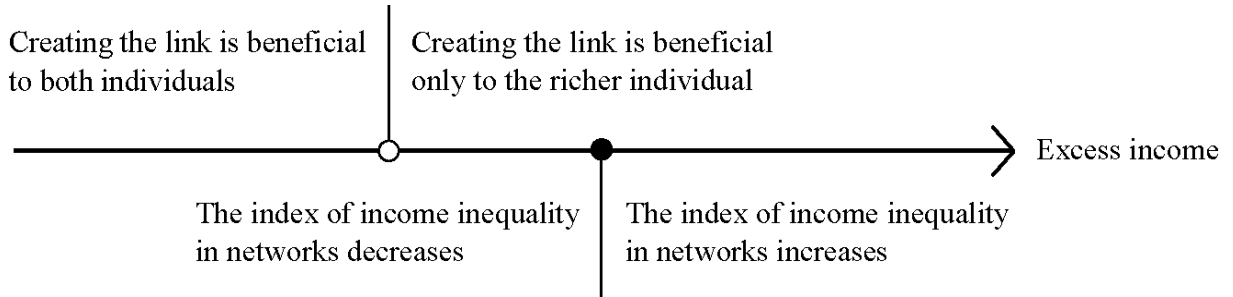 Creating the link is beneficial
to both individuals
Creating the link is beneficial
only to the richer individual
Excess income
The index of income inequality
in networks decreases
The index of income inequality
in networks increases